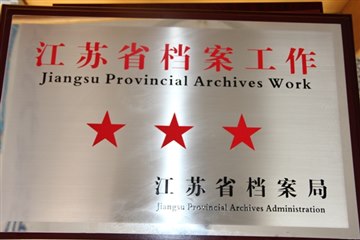 江苏省档案工作
Jiangsu Provincial Archives Work
江苏省档案局
Jiangsu Provincial Archives Administration